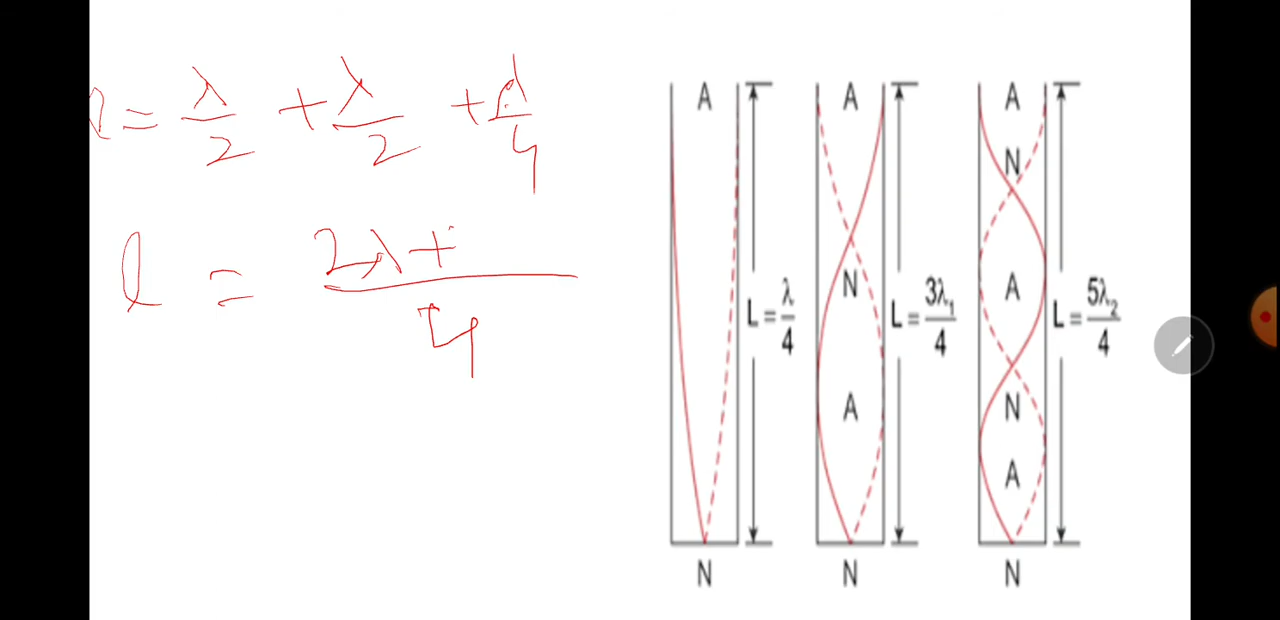 l = λ/2 + λ/2 + λ/4
l = 2λ + / 4
A A A
N
N A
L = λ/4 L = 3λ₁/4 L = 5λ₂/4
A N
A
N N N